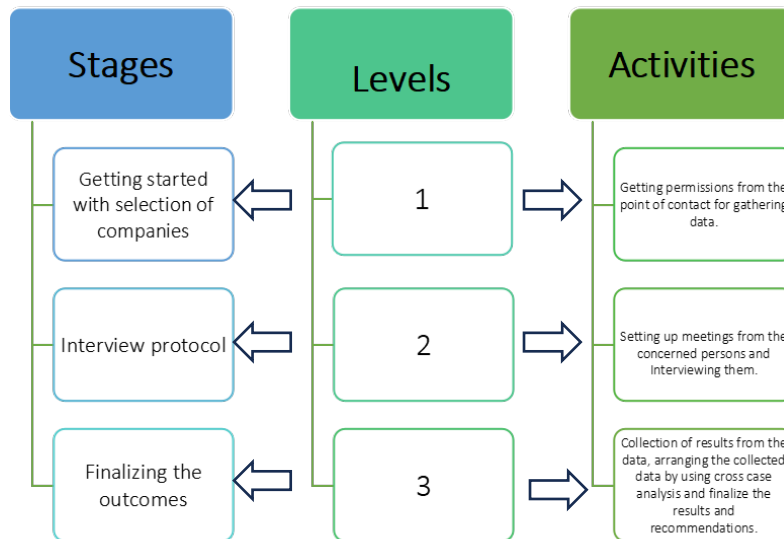 Stages
Levels
Activities
Getting started
with selection of
companies
1
Getting permissions from the
point of contact for gathering
data.
Interview protocol
2
Setting up meetings from the
concerned persons and
Interviewing them.
Finalizing the
outcomes
3
Collection of results from the
data, arranging the collected
data by using cross case
analysis and finalize the
results and
recommendations.